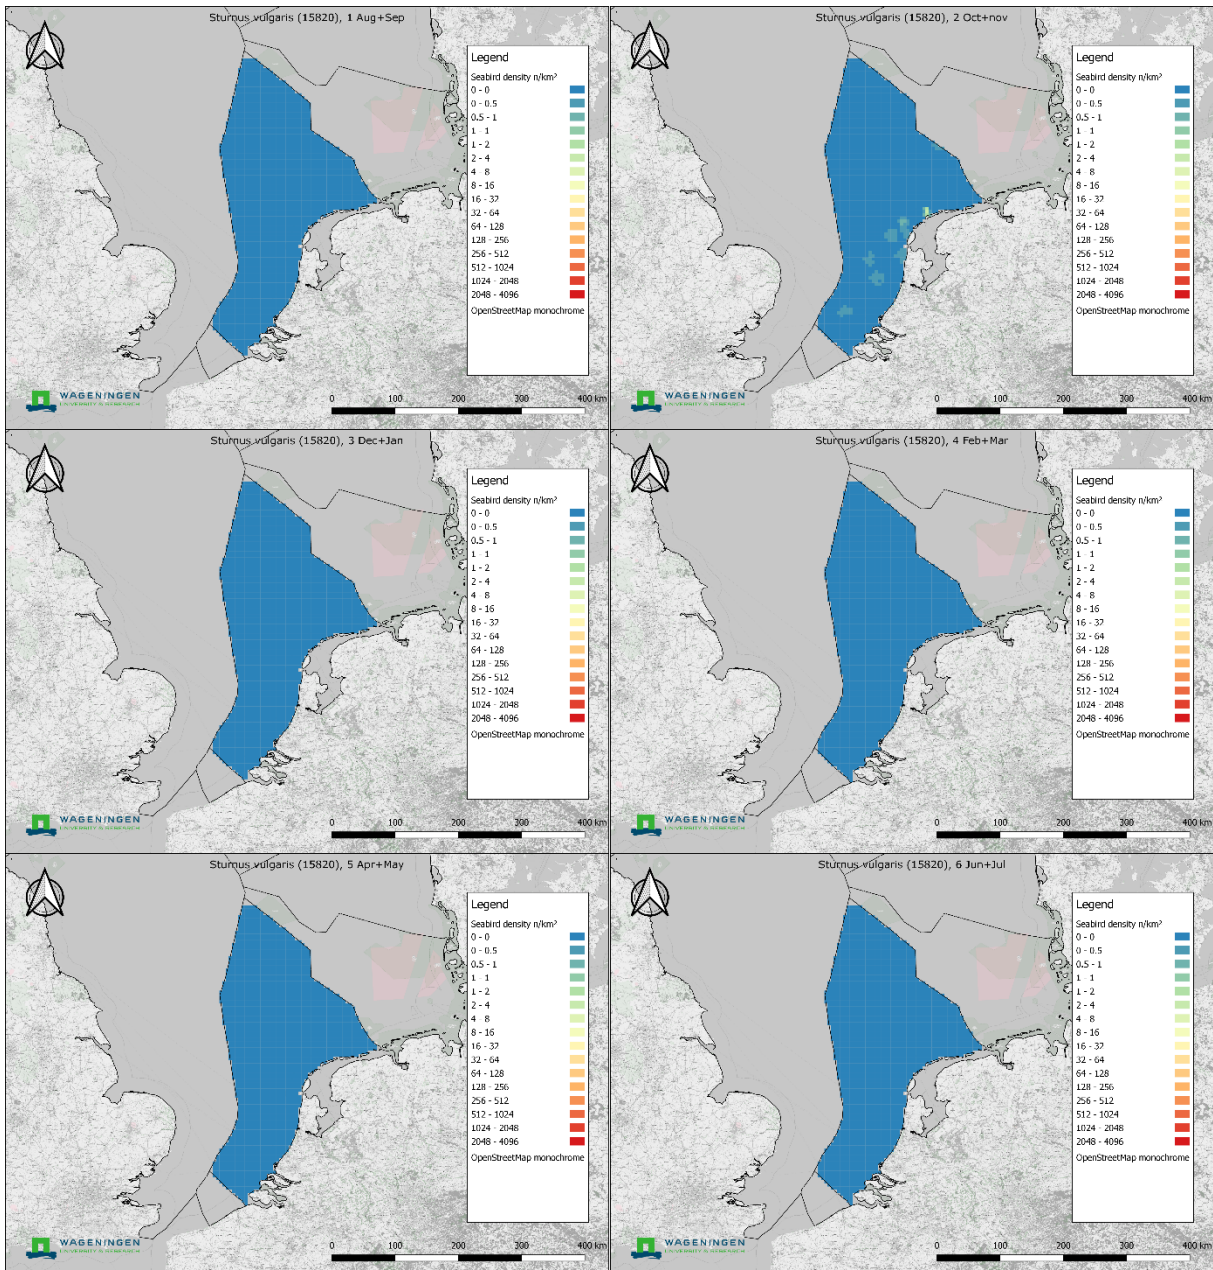 Sturnus vulgaris (15820), 1 Aug+Sep
Legend
Seabird density n/km²
0 - 0
0 - 0.5
0.5 - 1
1 - 1
1 - 2
2 - 4
4 - 8
8 - 16
16 - 32
32 - 64
64 - 128
128 - 256
256 - 512
512 - 1024
1024 - 2048
2048 - 4096
OpenStreetMap monochrome
WAGENINGEN
UNIVERSITY & RESEARCH
0 100 200 300 400 km
Sturnus vulgaris (15820), 2 Oct+nov
Legend
Seabird density n/km²
0 - 0
0 - 0.5
0.5 - 1
1 - 1
1 - 2
2 - 4
4 - 8
8 - 16
16 - 32
32 - 64
64 - 128
128 - 256
256 - 512
512 - 1024
1024 - 2048
2048 - 4096
OpenStreetMap monochrome
WAGENINGEN
UNIVERSITY & RESEARCH
0 100 200 300 400 km
Sturnus vulgaris (15820), 3 Dec+Jan
Legend
Seabird density n/km²
0 - 0
0 - 0.5
0.5 - 1
1 - 1
1 - 2
2 - 4
4 - 8
8 - 16
16 - 32
32 - 64
64 - 128
128 - 256
256 - 512
512 - 1024
1024 - 2048
2048 - 4096
OpenStreetMap monochrome
WAGENINGEN
UNIVERSITY & RESEARCH
0 100 200 300 400 km
Sturnus vulgaris (15820), 4 Feb+Mar
Legend
Seabird density n/km²
0 - 0
0 - 0.5
0.5 - 1
1 - 1
1 - 2
2 - 4
4 - 8
8 - 16
16 - 32
32 - 64
64 - 128
128 - 256
256 - 512
512 - 1024
1024 - 2048
2048 - 4096
OpenStreetMap monochrome
WAGENINGEN
UNIVERSITY & RESEARCH
0 100 200 300 400 km
Sturnus vulgaris (15820), 5 Apr+May
Legend
Seabird density n/km²
0 - 0
0 - 0.5
0.5 - 1
1 - 1
1 - 2
2 - 4
4 - 8
8 - 16
16 - 32
32 - 64
64 - 128
128 - 256
256 - 512
512 - 1024
1024 - 2048
2048 - 4096
OpenStreetMap monochrome
WAGENINGEN
UNIVERSITY & RESEARCH
0 100 200 300 400 km
Sturnus vulgaris (15820), 6 Jun+Jul
Legend
Seabird density n/km²
0 - 0
0 - 0.5
0.5 - 1
1 - 1
1 - 2
2 - 4
4 - 8
8 - 16
16 - 32
32 - 64
64 - 128
128 - 256
256 - 512
512 - 1024
1024 - 2048
2048 - 4096
OpenStreetMap monochrome
WAGENINGEN
UNIVERSITY & RESEARCH
0 100 200 300 400 km